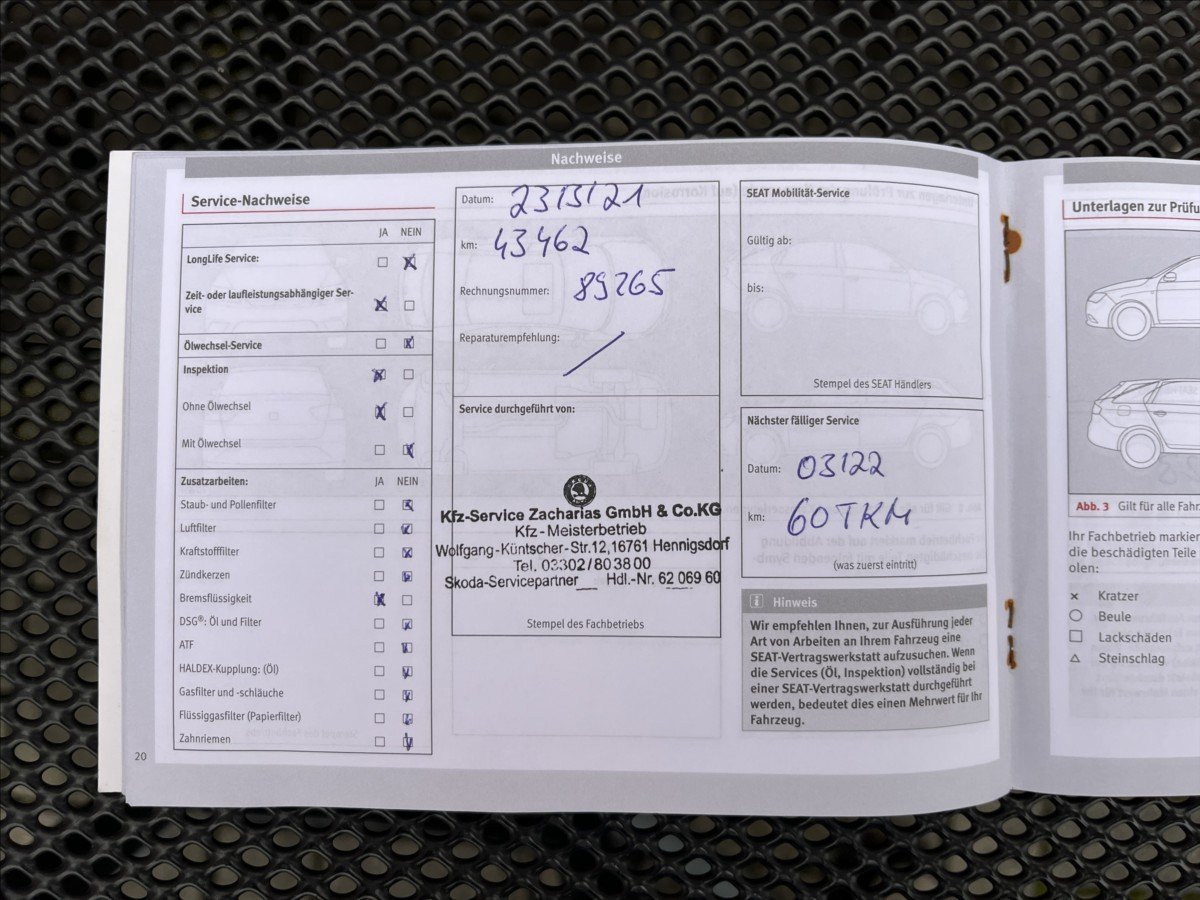 Nachweise
Service-Nachweise
JA NEIN
LongLife Service:
Zeit- oder laufleistungsabhängiger Ser-
vice
Ölwechsel-Service
Inspektion
Ohne Ölwechsel
Mit Ölwechsel
Zusatzarbeiten: JA NEIN
Staub- und Pollenfilter
Luftfilter
Kraftstofffilter
Zündkerzen
Bremsflüssigkeit
DSG®: Öl und Filter
ATF
HALDEX-Kupplung: (Öl)
Gasfilter und -schläuche
Flüssiggasfilter (Papierfilter)
Zahnriemen
20
Datum: 23/3/21
km: 43462
Rechnungsnummer: 89265
Reparaturempfehlung:
Service durchgeführt von:
Kfz-Service Zacharias GmbH & Co.KG
Kfz-Meisterbetrieb
Wolfgang-Küntscher-Str.12,16761 Hennigsdorf
Tel. 03302/803800
Skoda-Servicepartner Hdl.-Nr. 62 069 60
Stempel des Fachbetriebs
SEAT Mobilität-Service
Gültig ab:
bis:
Stempel des SEAT Händlers
Nächster fälliger Service
Datum: 03/22
km: 60TKM
(was zuerst eintritt)
Hinweis
Wir empfehlen Ihnen, zur Ausführung jeder
Art von Arbeiten an Ihrem Fahrzeug eine
SEAT-Vertragswerkstatt aufzusuchen. Wenn
die Services (Öl, Inspektion) vollständig bei
einer SEAT-Vertragswerkstatt durchgeführt
werden, bedeutet dies einen Mehrwert für Ihr
Fahrzeug.
Unterlagen zur Prüfu
Abb. 3 Gilt für alle Fahr
Ihr Fachbetrieb markier
die beschädigten Teile
olen:
Kratzer
Beule
Lackschäden
Steinschlag